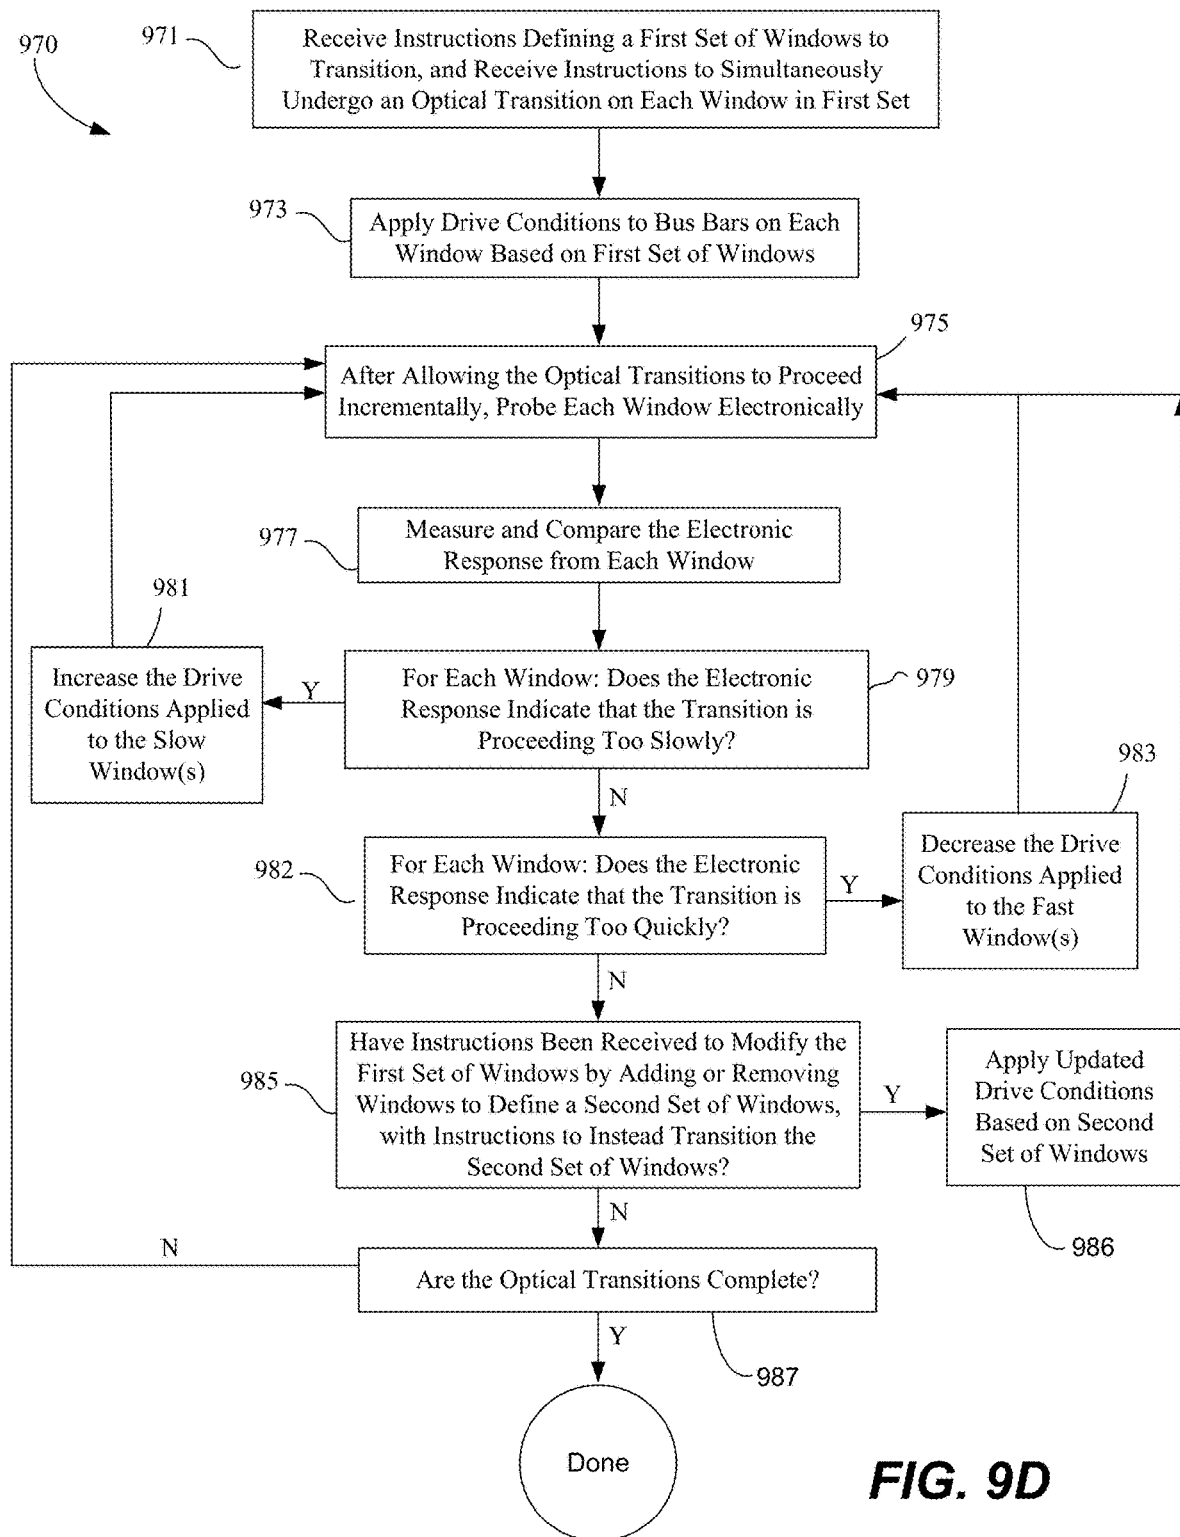 970
971
Receive Instructions Defining a First Set of Windows to
Transition, and Receive Instructions to Simultaneously
Undergo an Optical Transition on Each Window in First Set
973
Apply Drive Conditions to Bus Bars on Each
Window Based on First Set of Windows
975
After Allowing the Optical Transitions to Proceed
Incrementally, Probe Each Window Electronically
977
Measure and Compare the Electronic
Response from Each Window
981
Increase the Drive
Conditions Applied
to the Slow
Window(s)
Y
For Each Window: Does the Electronic
Response Indicate that the Transition is
Proceeding Too Slowly?
979
N
982
For Each Window: Does the Electronic
Response Indicate that the Transition is
Proceeding Too Quickly?
Y
983
Decrease the Drive
Conditions Applied
to the Fast
Window(s)
N
985
Have Instructions Been Received to Modify the
First Set of Windows by Adding or Removing
Windows to Define a Second Set of Windows,
with Instructions to Instead Transition the
Second Set of Windows?
Y
Apply Updated
Drive Conditions
Based on Second
Set of Windows
986
N
N
Are the Optical Transitions Complete?
987
Y
Done
FIG. 9D